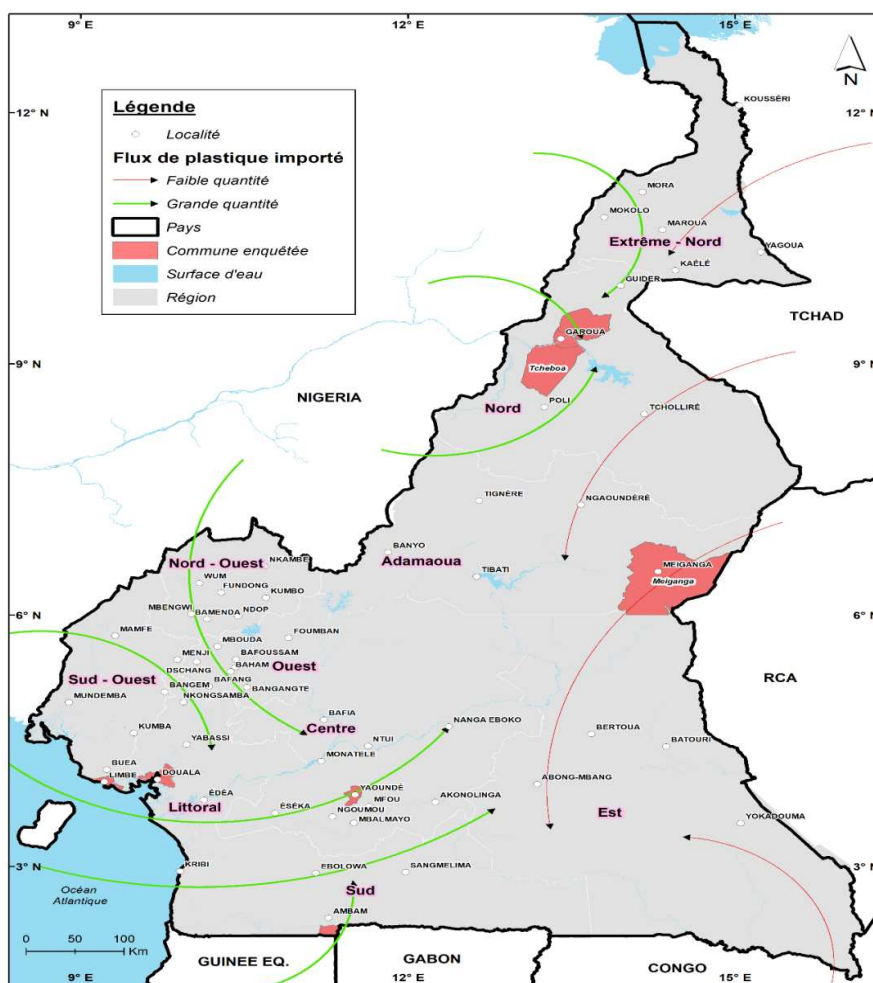 9° E
12° E
15° E
12° N
12° N
N
Légende
Localité
Flux de plastique importé
Faible quantité
Grande quantité
Pays
Commune enquêtée
Surface d'eau
Région
KOUSSÉRI
MORA
MOKOLO
MAROUA
Extrême - Nord
YAGOUA
KAÉLÉ
GUIDER
TCHAD
GAROUA
9° N
9° N
Tcheboa
NIGERIA
Nord
POLI
TCHOLLIRÉ
TIGNÈRE
NGAOUNDÉRÉ
BANYO
Adamaoua
TIBATI
MEIGANGA
Meiganga
Nord - Ouest
NKAMBE
WUM
FUNDONG
KUMBO
6° N
6° N
MBENGWI
BAMENDA
NDOP
MAMFE
FOUMBAN
MBOUDA
MENJI
BAFOUSSAM
DSCHANG
BAHAM
Ouest
RCA
Sud - Ouest
BANGEM
BAFANG
BANGANGTE
MUNDEMBA
NKONGSAMBA
BAFIA
Centre
NANGA EBOKO
KUMBA
YABASSI
NTUI
BERTOUA
BATOURI
MONATELE
BUEA
LIMBE
DOUALA
ÉDÉA
Littoral
YAOUNDÉ
MFOU
AKONOLINGA
ABONG-MBANG
ÉSÉKA
NGOUMOU
MBALMAYO
Est
YOKADOUMA
3° N
3° N
KRIBI
EBOLOWA
SANGMELIMA
Océan
Atlantique
Sud
AMBAM
0 50 100
Km
GUINEE EQ.
GABON
CONGO
9° E
12° E
15° E